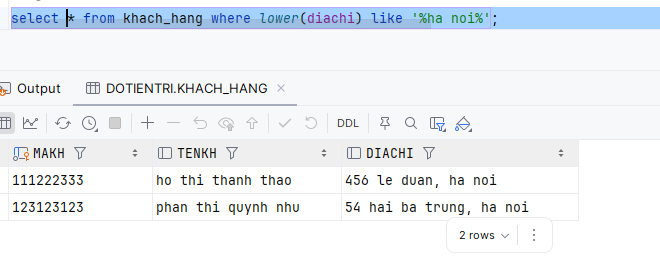 select * from khach_hang where lower(diachi) like '%ha noi%';
Output DOTIENTRI.KHACH_HANG
DDL
MAKH TENKH DIACHI
111222333 ho thi thanh thao 456 le duan, ha noi
123123123 phan thi quynh nhu 54 hai ba trung, ha noi
2 rows